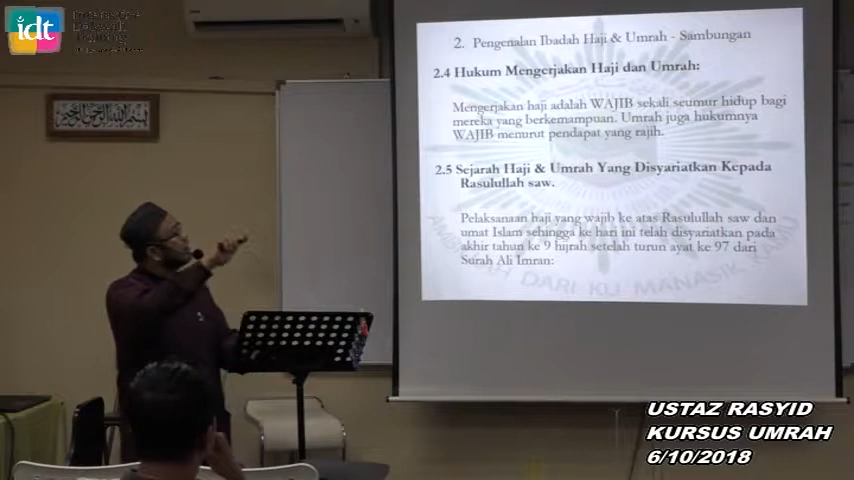 idt
2. Pengenalan Ibadah Haji & Umrah - Sambungan
2.4 Hukum Mengerjakan Haji dan Umrah:
Mengerjakan haji adalah WAJIB sekali seumur hidup bagi
mereka yang berkemampuan. Umrah juga hukumnya
WAJIB menurut pendapat yang rajih.
2.5 Sejarah Haji & Umrah Yang Disyariatkan Kepada
Rasulullah saw.
Pelaksanaan haji yang wajib ke atas Rasulullah saw dan
umat Islam sehingga ke hari ini telah disyariatkan pada
akhir tahun ke 9 hijrah setelah turun ayat ke 97 dari
Surah Ali Imran:
بسم الله الرحمن الرحيم
USTAZ RASYID
KURSUS UMRAH
6/10/2018